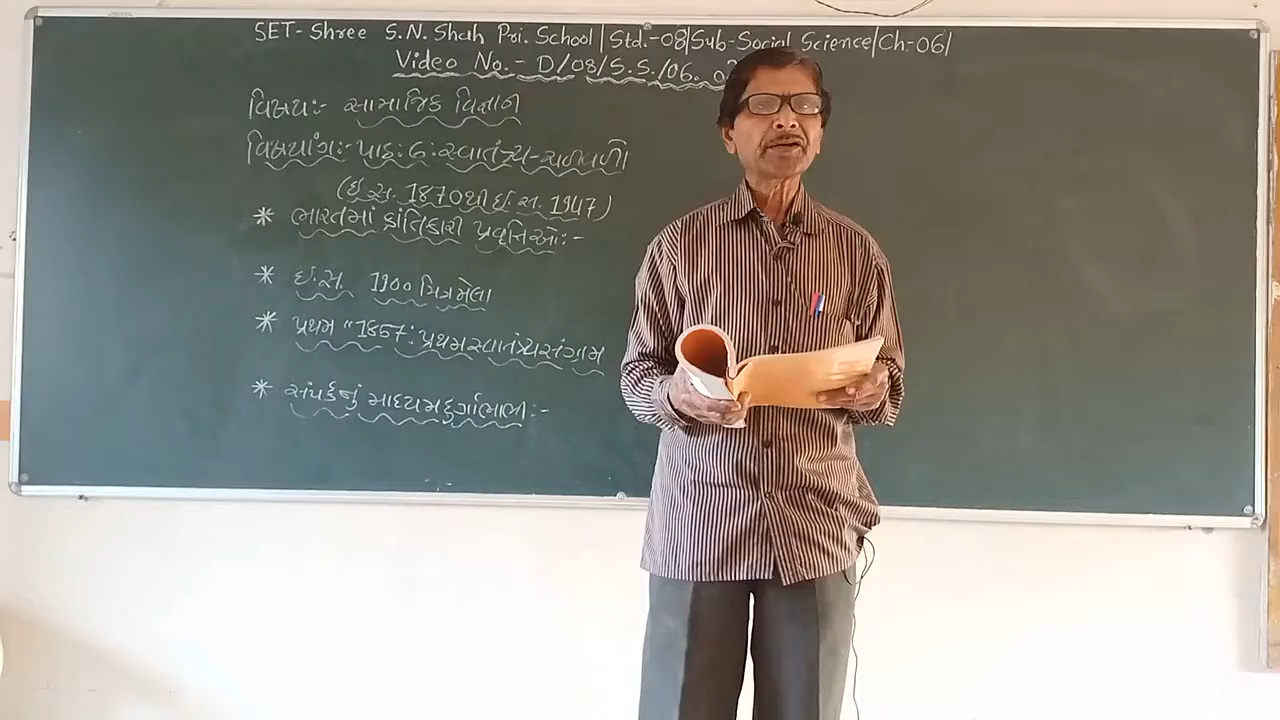 SET-Shree S.N. Shah Pri. School | Std.-08 | Sub-Social Science | Ch-06 |
Video No. - D/08/S.S./06.
વિષય:- સામાજિક વિજ્ઞાન
વિષયાંગ:- પાઠ: ૬: સ્વાતંત્ર્ય-ચળવળો
(ઈ.સ. 1870થી ઈ.સ. 1947)
* ભારતમાં ક્રાંતિકારી પ્રવૃત્તિઓ:-
* ઈ.સ. 1900 મિત્રમેલા
* પ્રથમ "1857: પ્રથમ સ્વાતંત્ર્ય સંગ્રામ
* સંપર્કનું માધ્યમ દુર્ગાભાભી:-